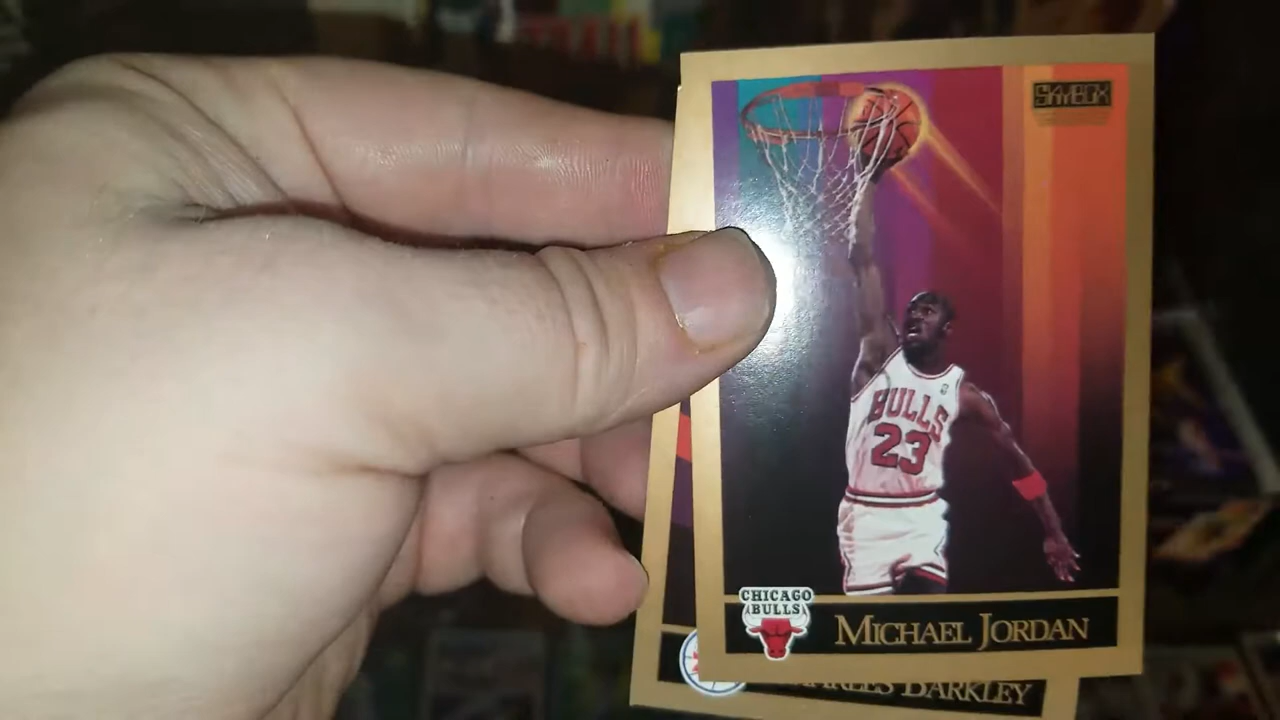 SKYBOX
BULLS
23
CHICAGO
BULLS
MICHAEL JORDAN
BARKLEY